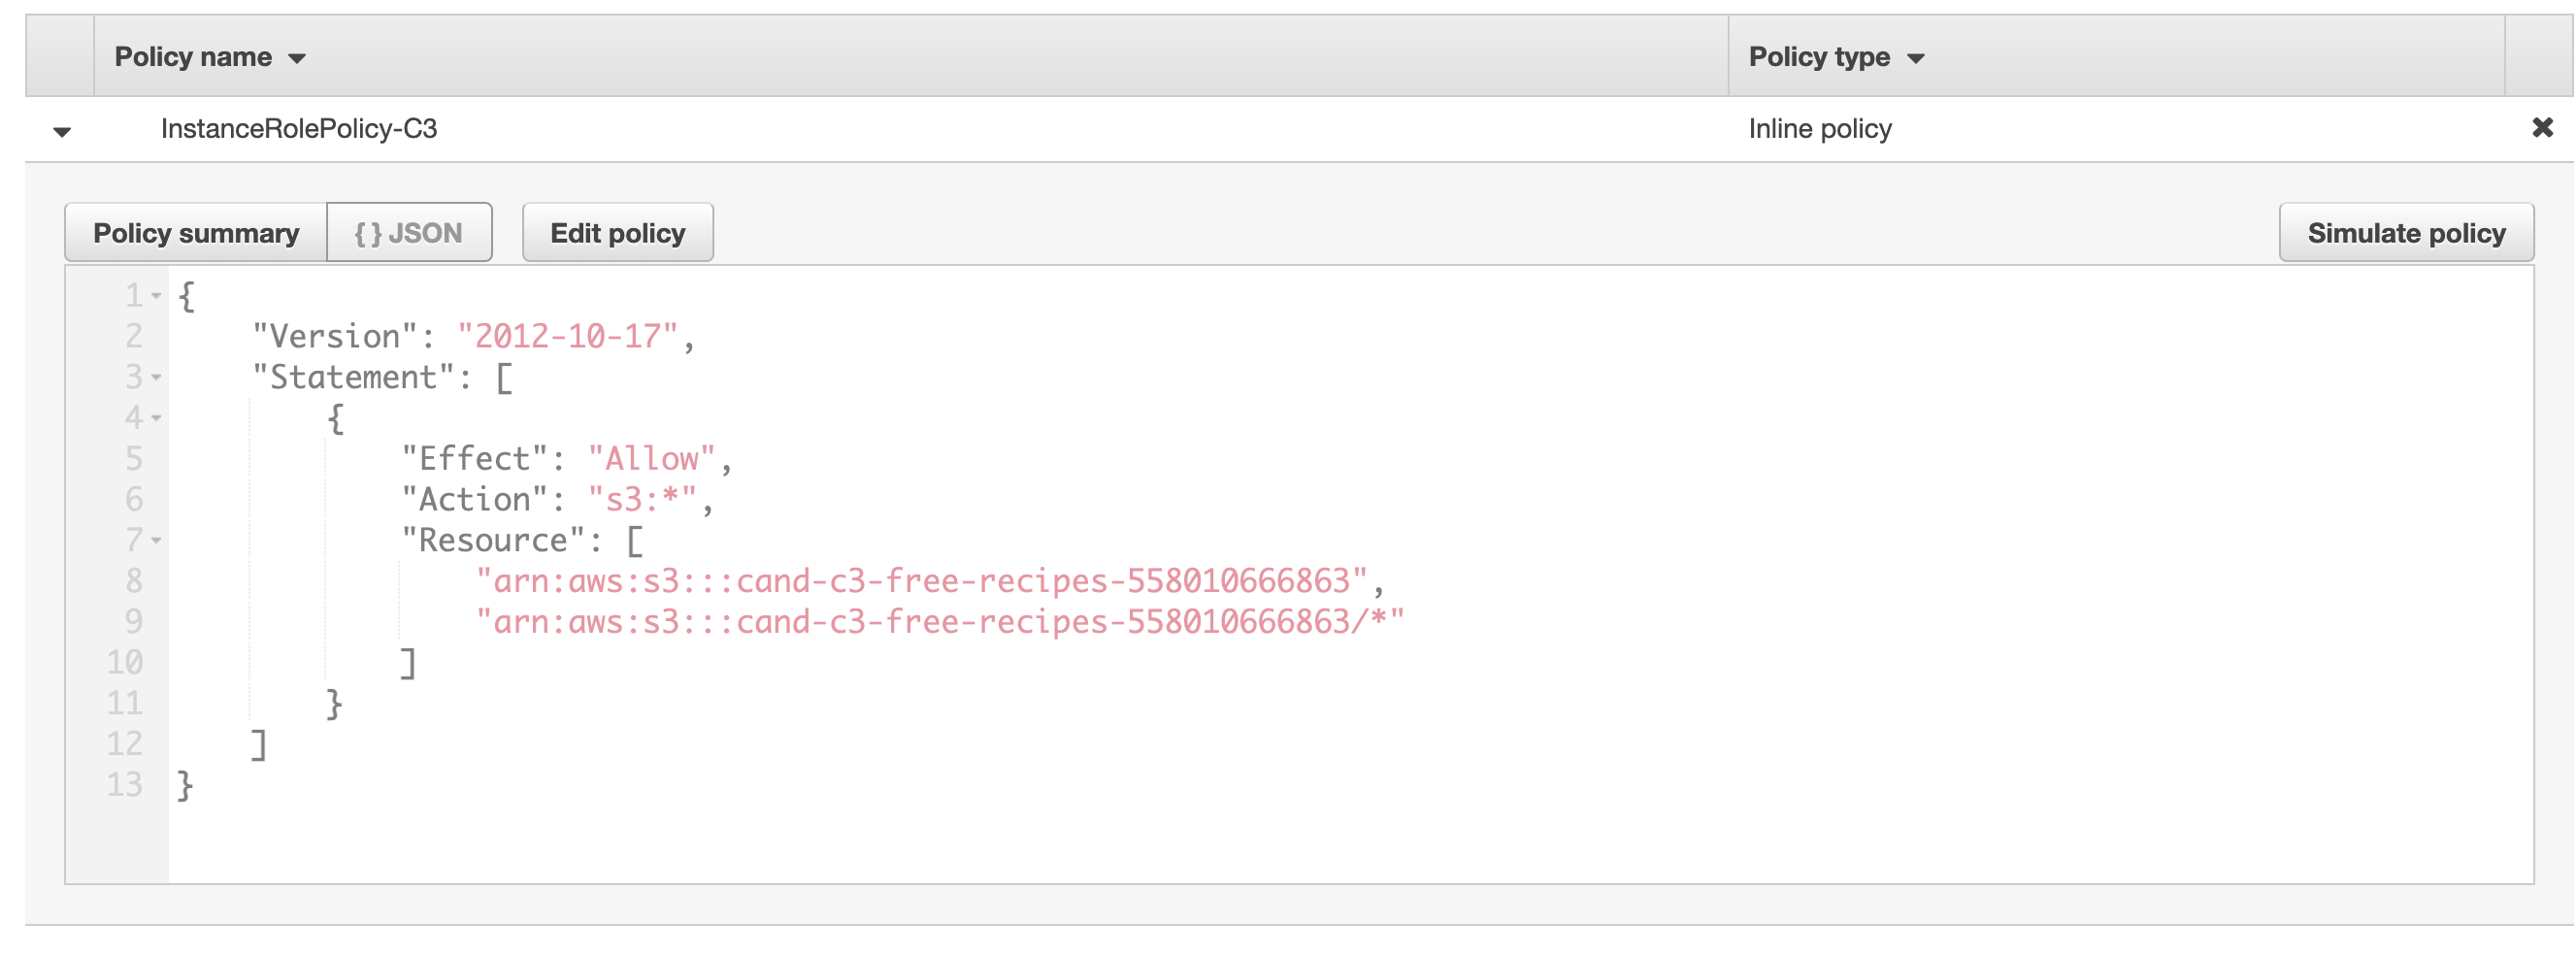 Policy name Policy type
InstanceRolePolicy-C3 Inline policy
Policy summary { } JSON Edit policy Simulate policy
1 {
2 "Version": "2012-10-17",
3 "Statement": [
4 {
5 "Effect": "Allow",
6 "Action": "s3:*",
7 "Resource": [
8 "arn:aws:s3:::cand-c3-free-recipes-558010666863",
9 "arn:aws:s3:::cand-c3-free-recipes-558010666863/*"
10 ]
11 }
12 ]
13 }